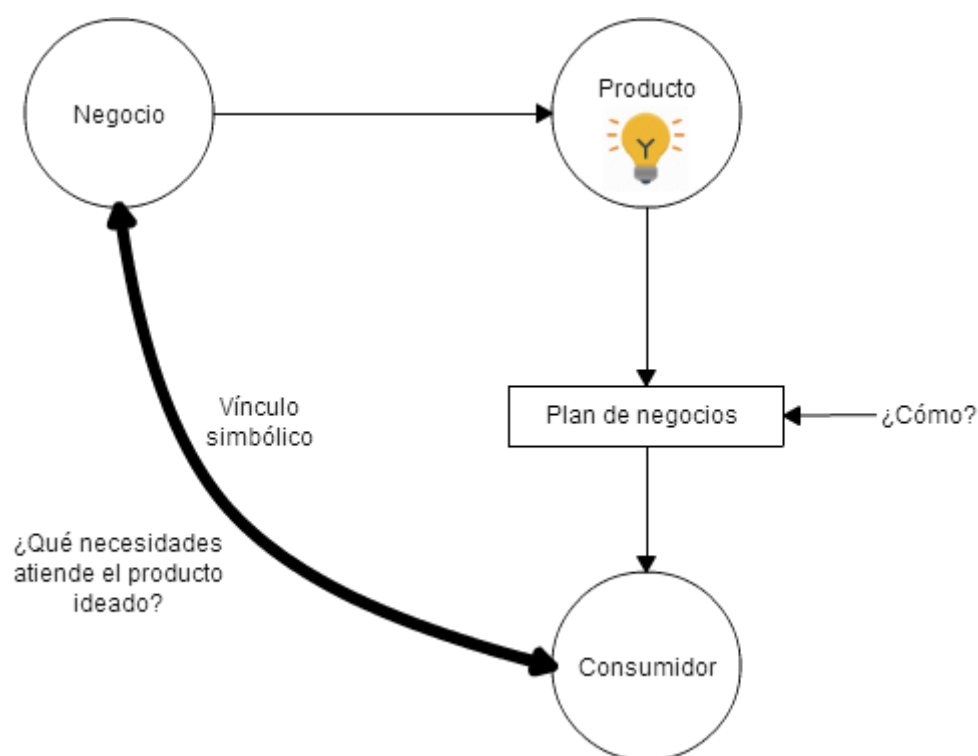 Negocio
Producto
Vínculo
simbólico
Plan de negocios
¿Cómo?
¿Qué necesidades
atiende el producto
ideado?
Consumidor